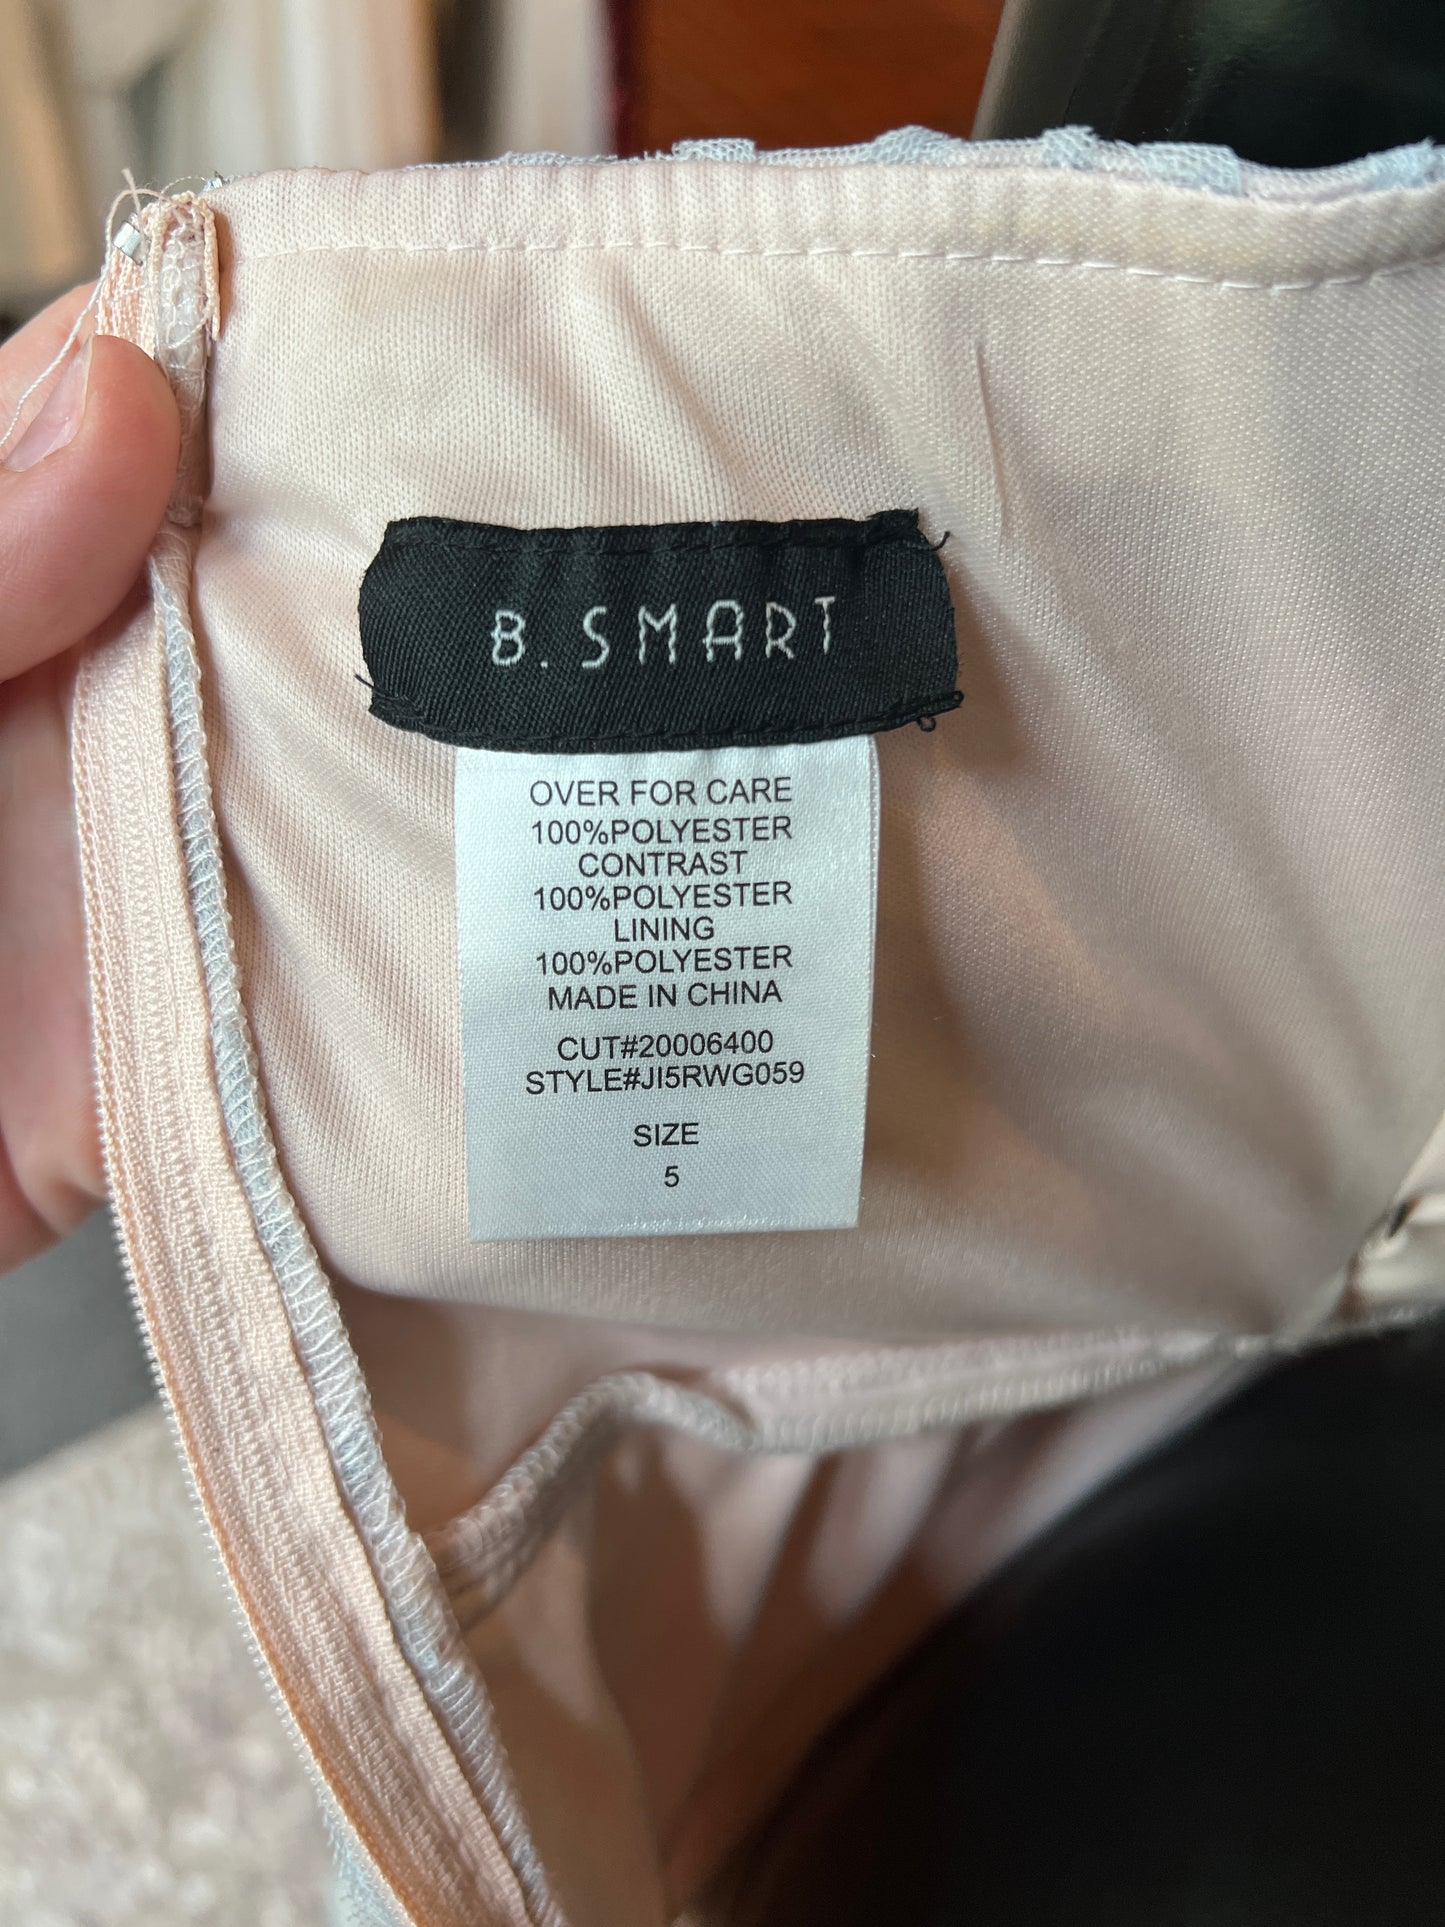 B. SMART
OVER FOR CARE
100%POLYESTER
CONTRAST
100%POLYESTER
LINING
100%POLYESTER
MADE IN CHINA
CUT#20006400
STYLE#JI5RWG059
SIZE
5